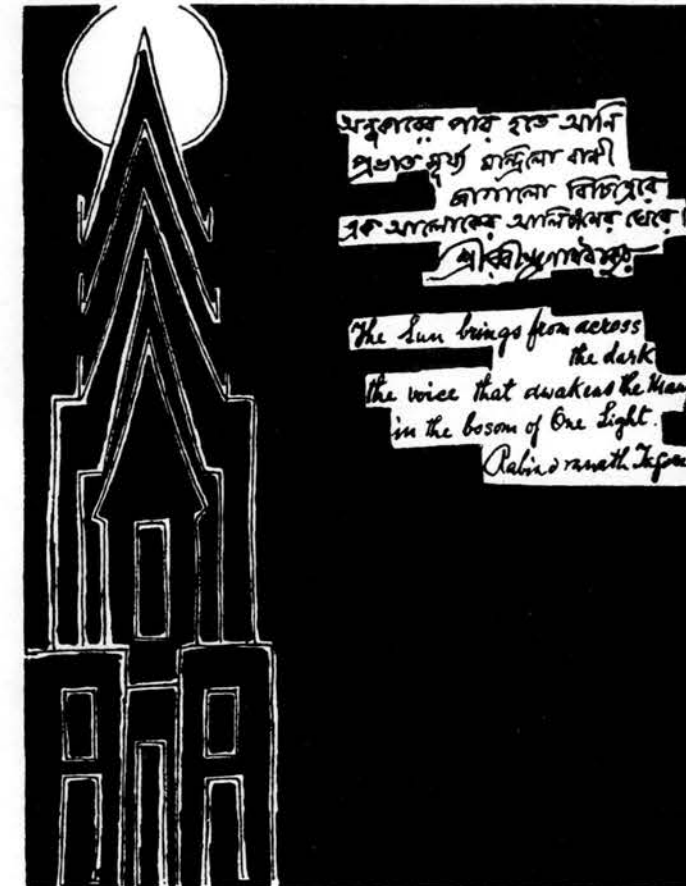 অন্ধকারের পার হতে আনি
প্রভাত সূর্য্য মন্দ্রিলো বাণী
জাগালো বিচিত্রেরে
এক আলোকের আলিঙ্গনের ঘেরে।
শ্রীরবীন্দ্রনাথ ঠাকুর
The Sun brings from across
the dark
the voice that awakens the Many
in the bosom of One Light.
Rabindranath Tagore